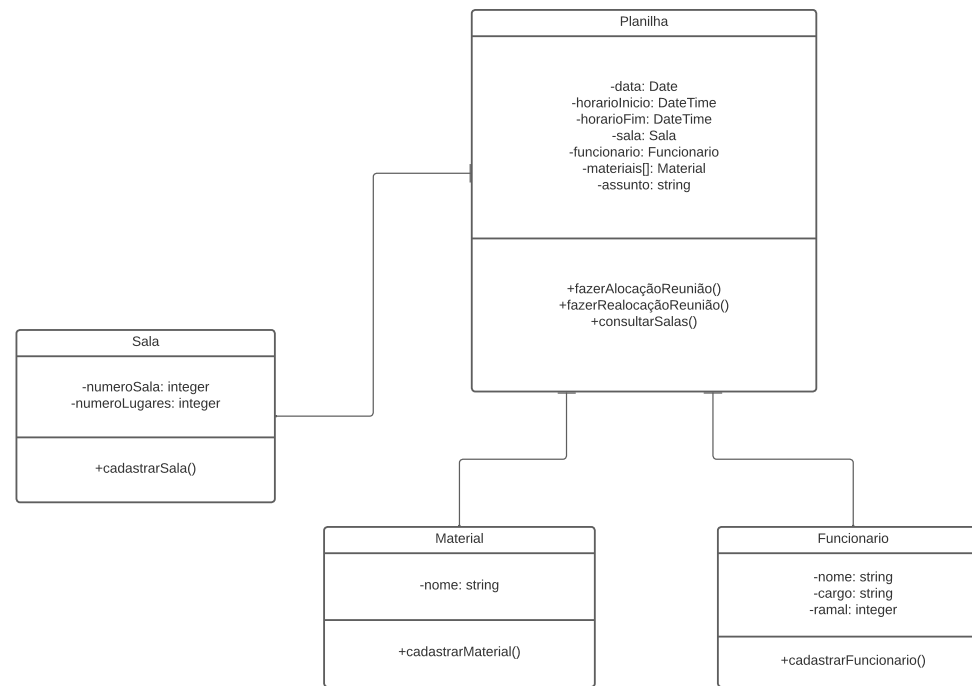 Planilha
-data: Date
-horarioInicio: DateTime
-horarioFim: DateTime
-sala: Sala
-funcionario: Funcionario
-materiais[]: Material
-assunto: string
+fazerAlocaçãoReunião()
+fazerRealocaçãoReunião()
+consultarSalas()
Sala
-numeroSala: integer
-numeroLugares: integer
+cadastrarSala()
Material
-nome: string
+cadastrarMaterial()
Funcionario
-nome: string
-cargo: string
-ramal: integer
+cadastrarFuncionario()